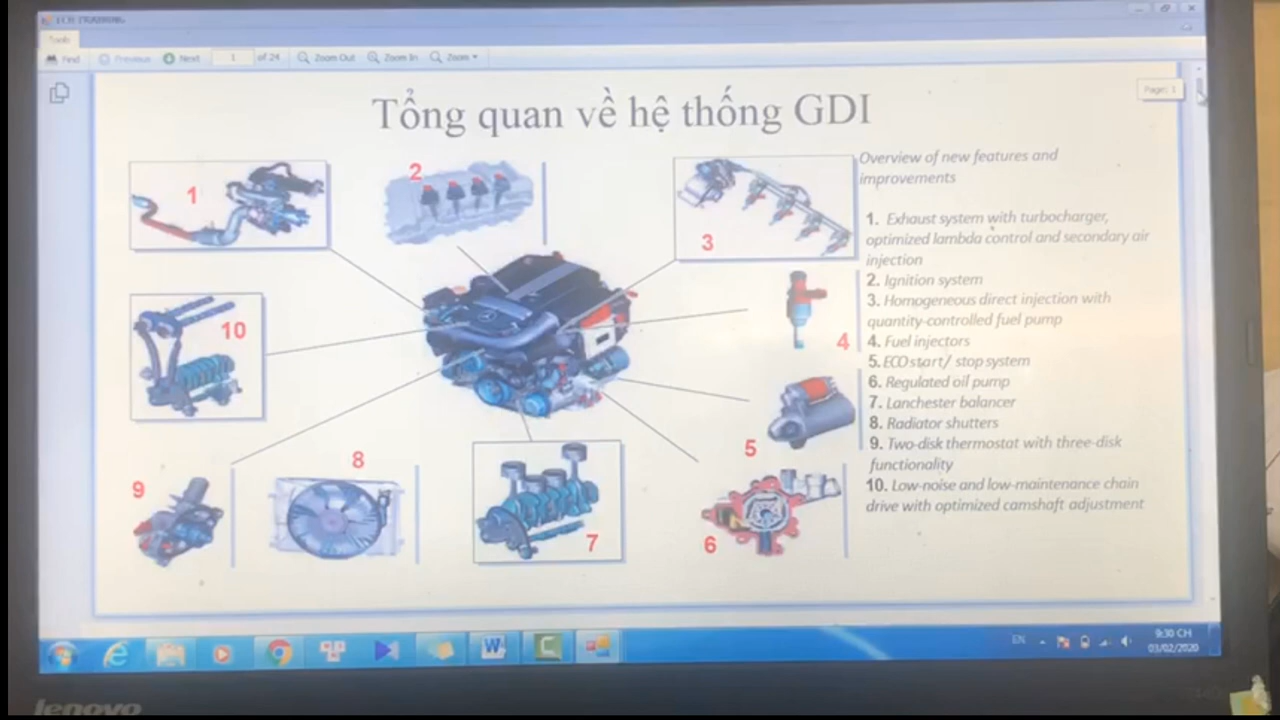 Tools
Find Previous Next 1 of 24 Zoom Out Zoom In Zoom
Page: 1
Tổng quan về hệ thống GDI
1
2
3
4
5
6
7
8
9
10
Overview of new features and
improvements
1. Exhaust system with turbocharger,
optimized lambda control and secondary air
injection
2. Ignition system
3. Homogeneous direct injection with
quantity-controlled fuel pump
4. Fuel injectors
5. ECO start/ stop system
6. Regulated oil pump
7. Lanchester balancer
8. Radiator shutters
9. Two-disk thermostat with three-disk
functionality
10. Low-noise and low-maintenance chain
drive with optimized camshaft adjustment
EN
9:30 CH
03/02/2020
lenovo